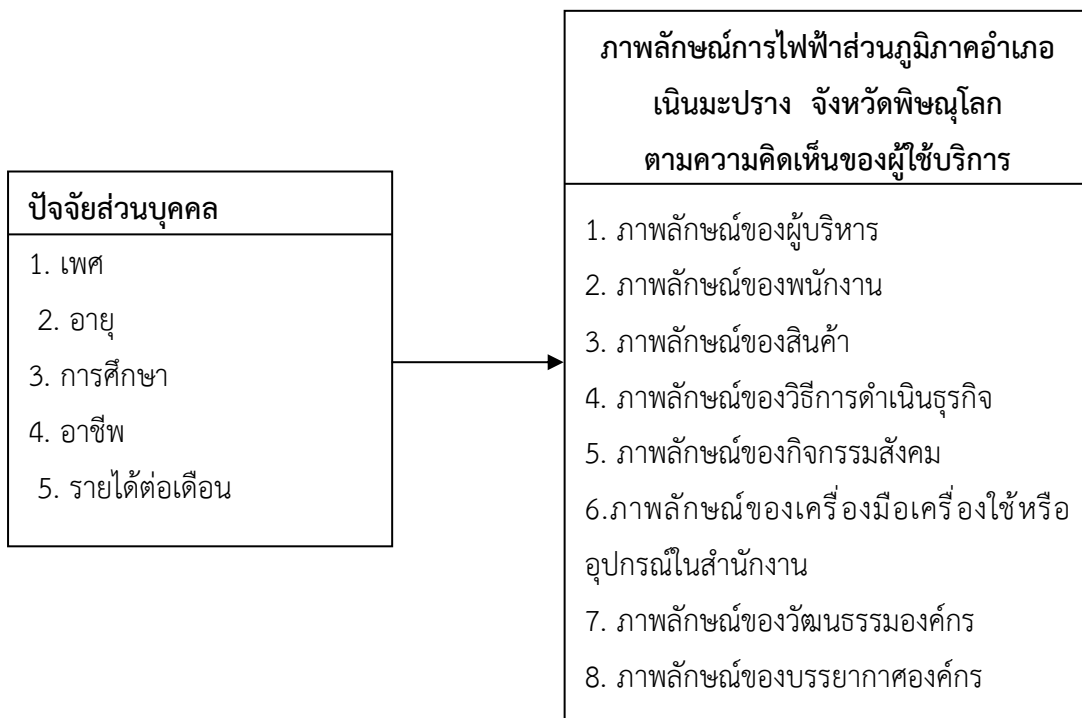 ปัจจัยส่วนบุคคล
1. เพศ
2. อายุ
3. การศึกษา
4. อาชีพ
5. รายได้ต่อเดือน
ภาพลักษณ์การไฟฟ้าส่วนภูมิภาคอำเภอ
เนินมะปราง จังหวัดพิษณุโลก
ตามความคิดเห็นของผู้ใช้บริการ
1. ภาพลักษณ์ของผู้บริหาร
2. ภาพลักษณ์ของพนักงาน
3. ภาพลักษณ์ของสินค้า
4. ภาพลักษณ์ของวิธีการดำเนินธุรกิจ
5. ภาพลักษณ์ของกิจกรรมสังคม
6.ภาพลักษณ์ของเครื่องมือเครื่องใช้หรือ
อุปกรณ์ในสำนักงาน
7. ภาพลักษณ์ของวัฒนธรรมองค์กร
8. ภาพลักษณ์ของบรรยากาศองค์กร